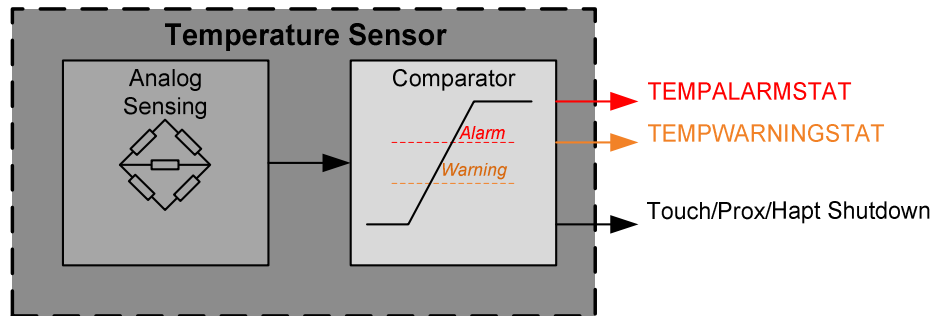 Temperature Sensor
Analog
Sensing
Comparator
Alarm
Warning
TEMPALARMSTAT
TEMPWARNINGSTAT
Touch/Prox/Hapt Shutdown